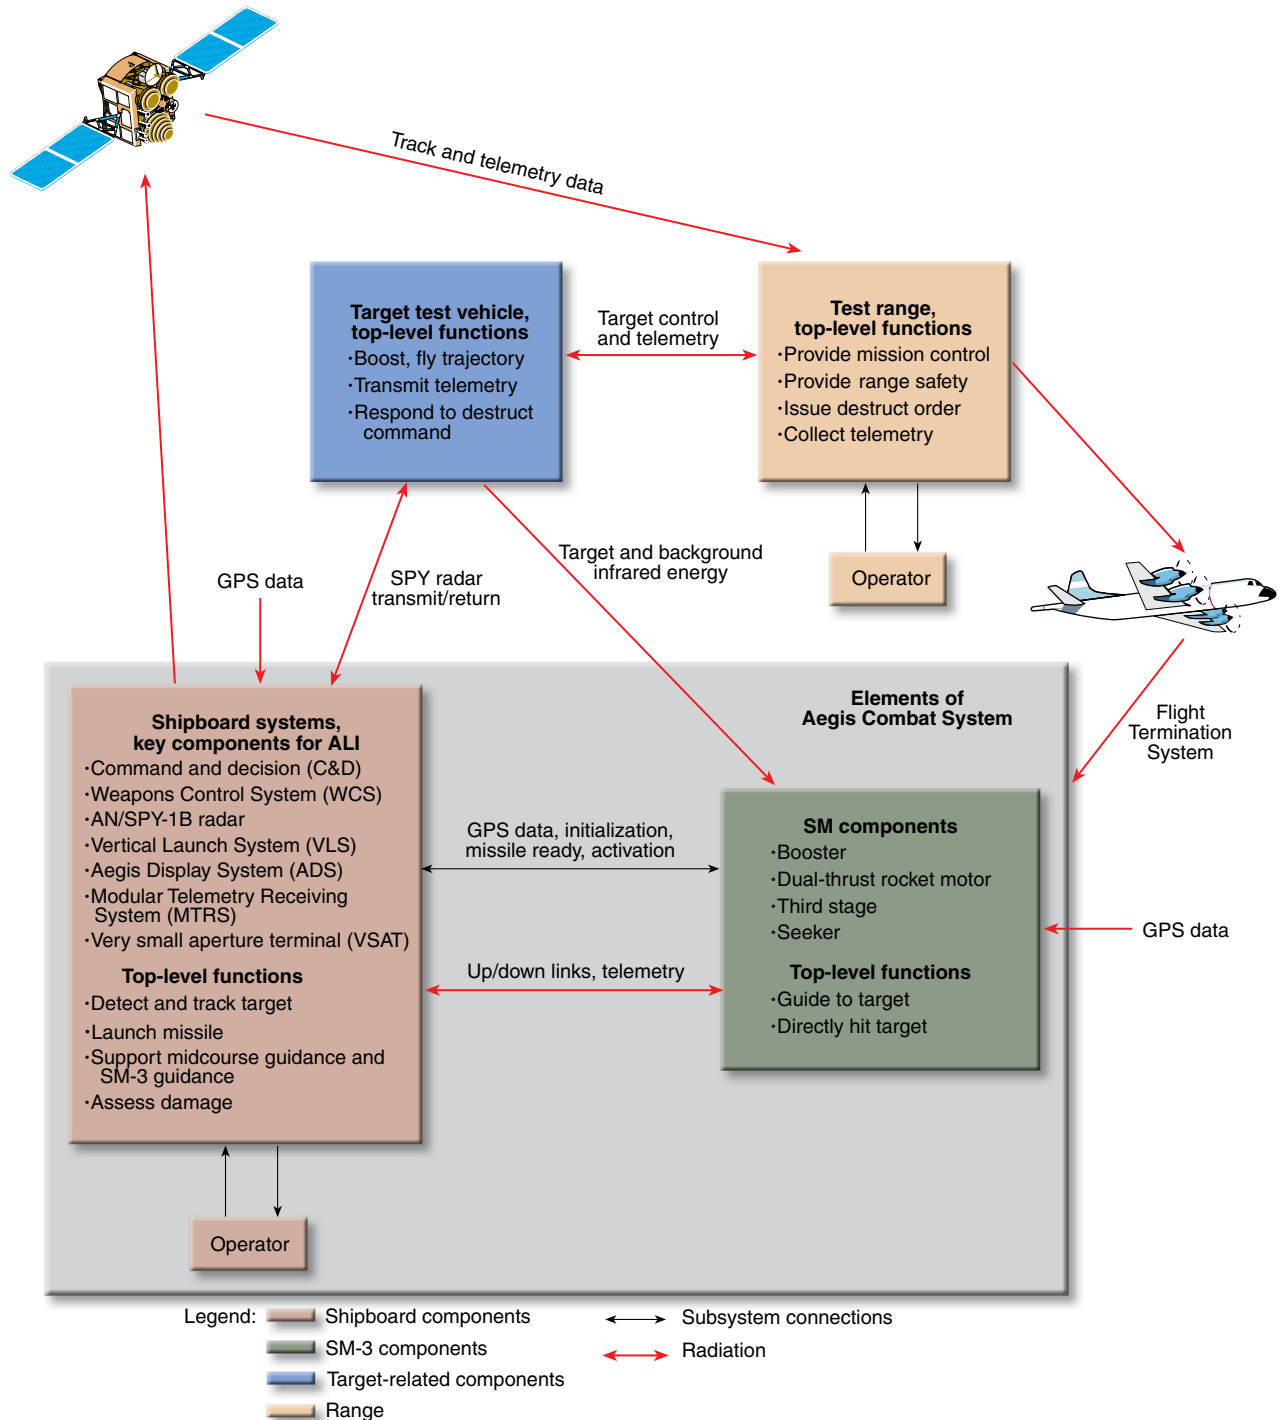 Track and telemetry data
Target test vehicle,
top-level functions
·Boost, fly trajectory
·Transmit telemetry
·Respond to destruct
command
Target control
and telemetry
Test range,
top-level functions
·Provide mission control
·Provide range safety
·Issue destruct order
·Collect telemetry
Operator
GPS data
SPY radar
transmit/return
Target and background
infrared energy
Flight
Termination
System
Elements of
Aegis Combat System
Shipboard systems,
key components for ALI
·Command and decision (C&D)
·Weapons Control System (WCS)
·AN/SPY-1B radar
·Vertical Launch System (VLS)
·Aegis Display System (ADS)
·Modular Telemetry Receiving
System (MTRS)
·Very small aperture terminal (VSAT)
Top-level functions
·Detect and track target
·Launch missile
·Support midcourse guidance and
SM-3 guidance
·Assess damage
Operator
GPS data, initialization,
missile ready, activation
Up/down links, telemetry
SM components
·Booster
·Dual-thrust rocket motor
·Third stage
·Seeker
Top-level functions
·Guide to target
·Directly hit target
GPS data
Legend:
Shipboard components
SM-3 components
Target-related components
Range
Subsystem connections
Radiation